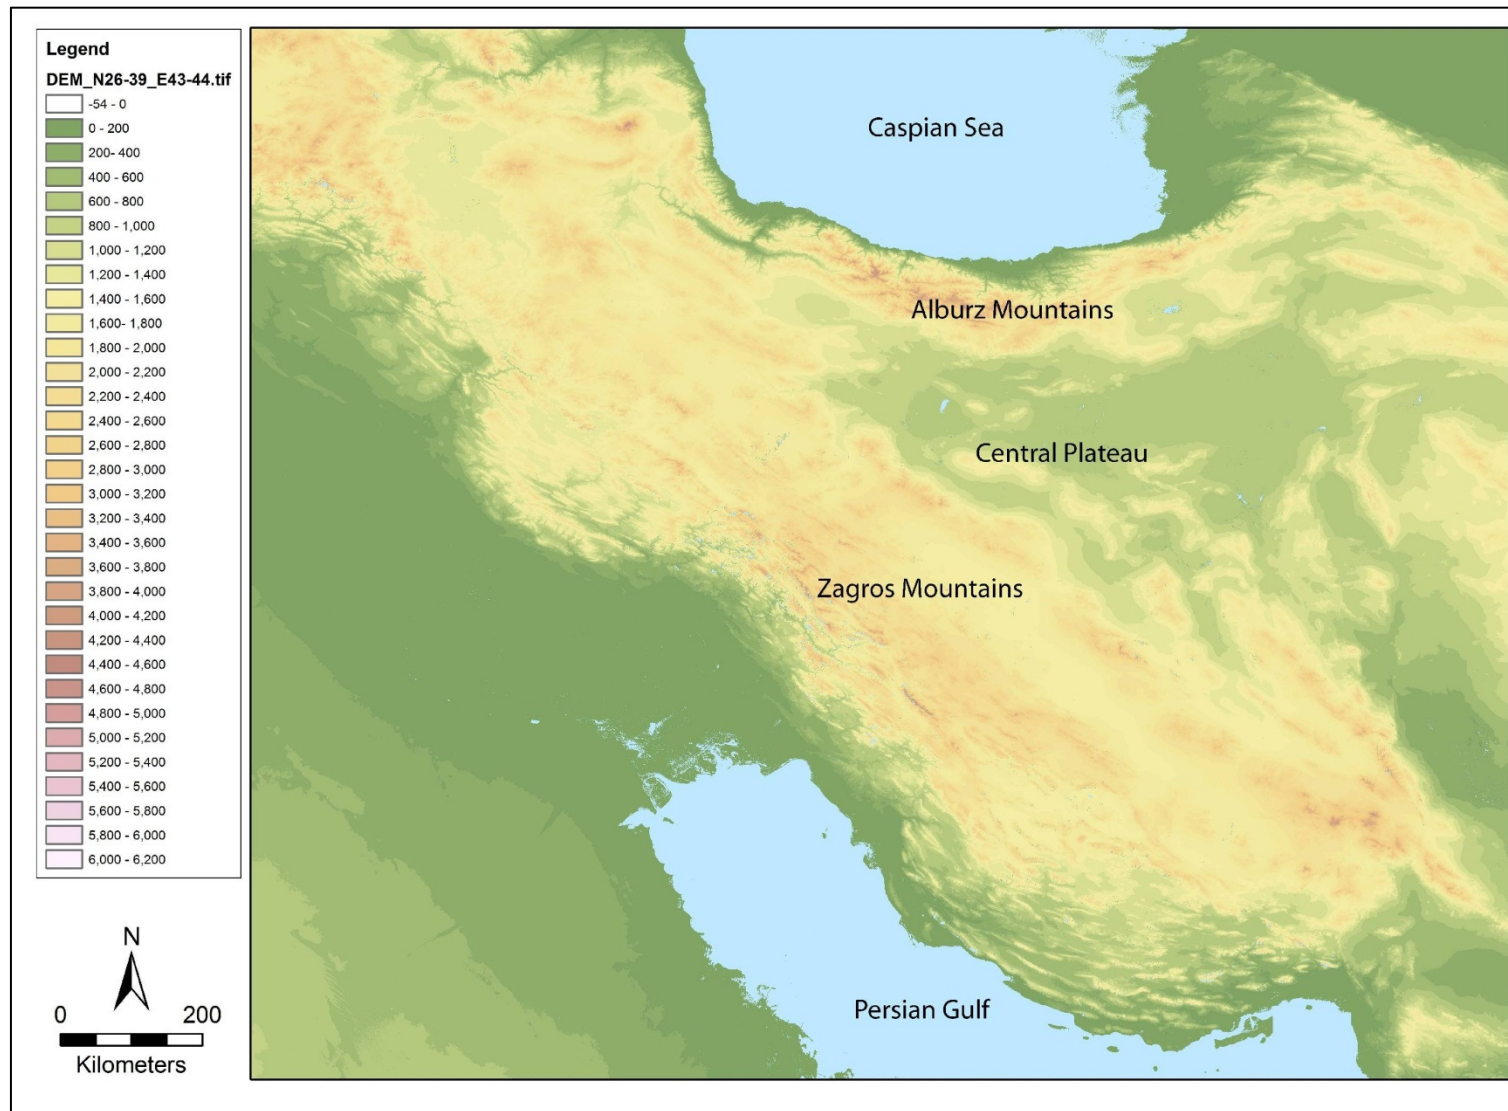 Legend
DEM_N26-39_E43-44.tif
-54 - 0
0 - 200
200- 400
400 - 600
600 - 800
800 - 1,000
1,000 - 1,200
1,200 - 1,400
1,400 - 1,600
1,600- 1,800
1,800 - 2,000
2,000 - 2,200
2,200 - 2,400
2,400 - 2,600
2,600 - 2,800
2,800 - 3,000
3,000 - 3,200
3,200 - 3,400
3,400 - 3,600
3,600 - 3,800
3,800 - 4,000
4,000 - 4,200
4,200 - 4,400
4,400 - 4,600
4,600 - 4,800
4,800 - 5,000
5,000 - 5,200
5,200 - 5,400
5,400 - 5,600
5,600 - 5,800
5,800 - 6,000
6,000 - 6,200
N
0 200
Kilometers
Caspian Sea
Alburz Mountains
Central Plateau
Zagros Mountains
Persian Gulf